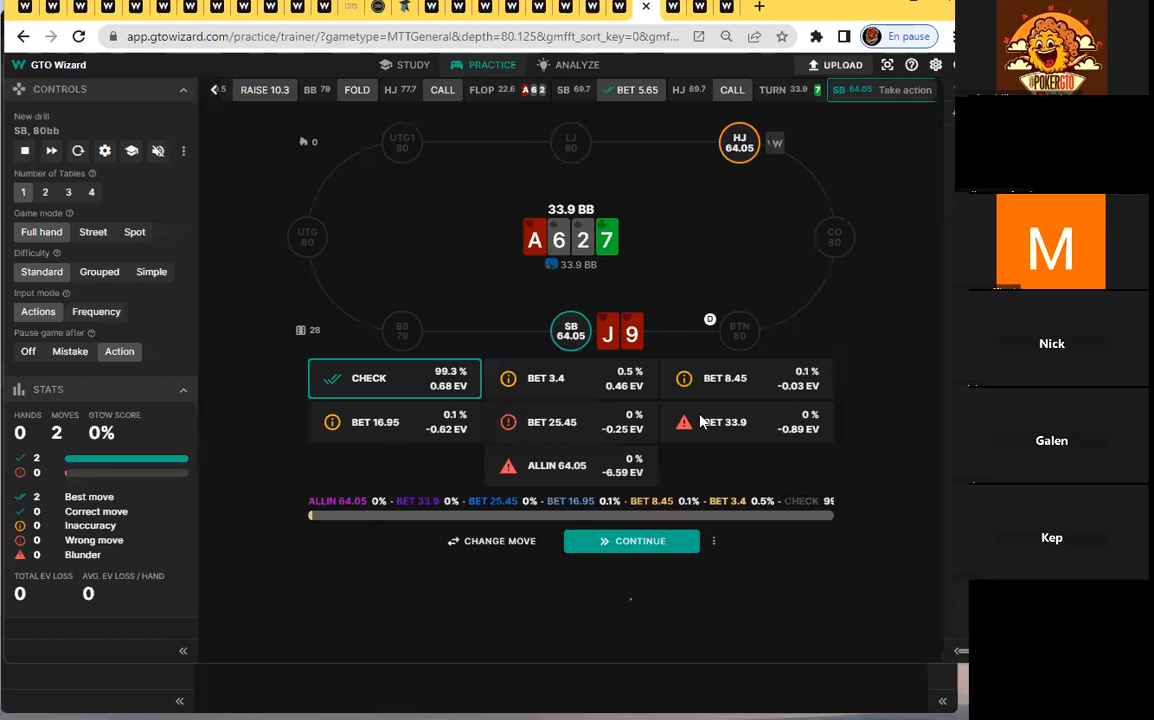 app.gtowizard.com/practice/trainer/?gametype=MTTGeneral&depth=80.125&gmfft_sort_key=0&gmf...
En pause
GTO Wizard
STUDY
PRACTICE
ANALYZE
UPLOAD
CONTROLS
RAISE 10.3
BB 79
FOLD
HJ 77.7
CALL
FLOP 22.6
A 6 2
SB 69.7
BET 5.65
HJ 69.7
CALL
TURN 33.9
7
SB 64.05
Take action
New drill
SB, 80bb
Number of Tables
1 2 3 4
Game mode
Full hand Street Spot
Difficulty
Standard Grouped Simple
Input mode
Actions Frequency
Pause game after
Off Mistake Action
STATS
HANDS MOVES GTOW SCORE
0 2 0%
2
0
2 Best move
0 Correct move
0 Inaccuracy
0 Wrong move
0 Blunder
TOTAL EV LOSS AVG. EV LOSS / HAND
0 0
0
UTG1
80
LJ
80
HJ
64.05
W
UTG
80
33.9 BB
A 6 2 7
33.9 BB
CO
80
28
BB
79
SB
64.05
J 9
D
BTN
80
CHECK 99.3 % 0.68 EV
BET 3.4 0.5 % 0.46 EV
BET 8.45 0.1 % -0.03 EV
BET 16.95 0.1 % -0.62 EV
BET 25.45 0 % -0.25 EV
BET 33.9 0 % -0.89 EV
ALLIN 64.05 0 % -6.59 EV
ALLIN 64.05 0% · BET 33.9 0% · BET 25.45 0% · BET 16.95 0.1% · BET 8.45 0.1% · BET 3.4 0.5% · CHECK 99
CHANGE MOVE
CONTINUE
@POKERGTO
M
Nick
Galen
Kep